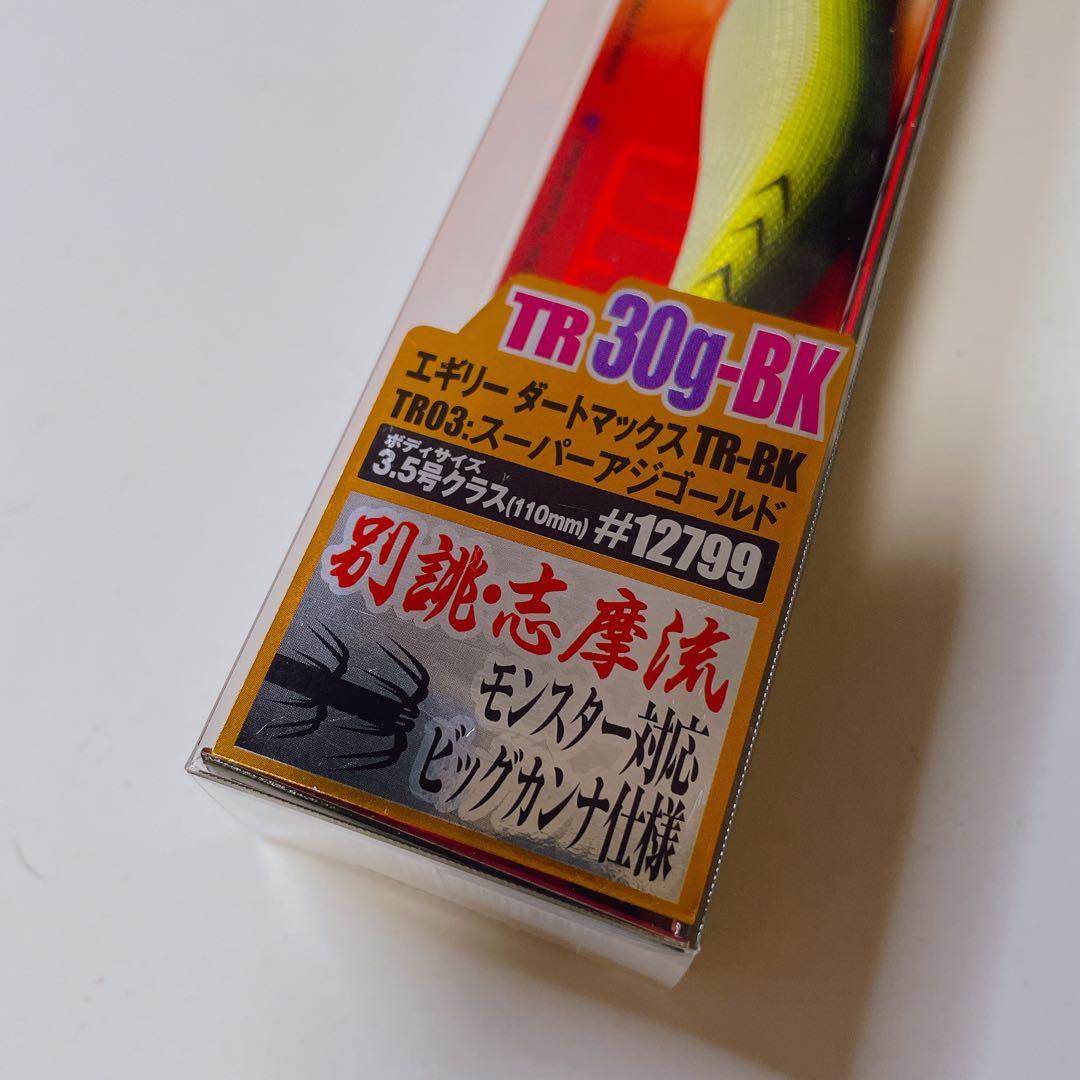 TR 30g-BK
エギリー ダートマックス TR-BK
TR03:スーパーアジゴールド
ボディサイズ
3.5号クラス(110mm) #12799
別誂・志摩流
モンスター対応
ビッグカンナ仕様